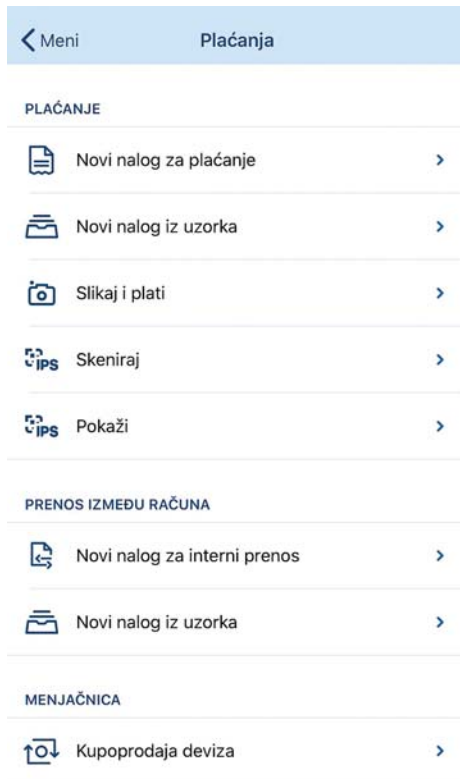 Meni
Plaćanja
PLAĆANJE
Novi nalog za plaćanje
Novi nalog iz uzorka
Slikaj i plati
IPS Skeniraj
IPS Pokaži
PRENOS IZMEĐU RAČUNA
Novi nalog za interni prenos
Novi nalog iz uzorka
MENJAČNICA
Kupoprodaja deviza